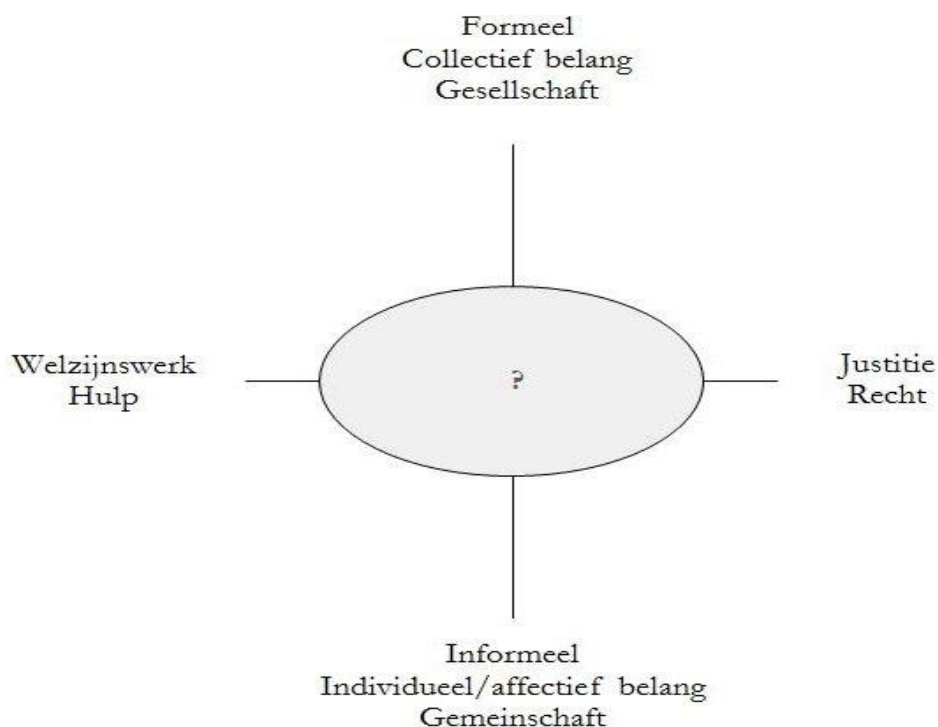 Formeel
Collectief belang
Gesellschaft
Welzijnswerk
Hulp
?
Justitie
Recht
Informeel
Individueel/affectief belang
Gemeinschaft